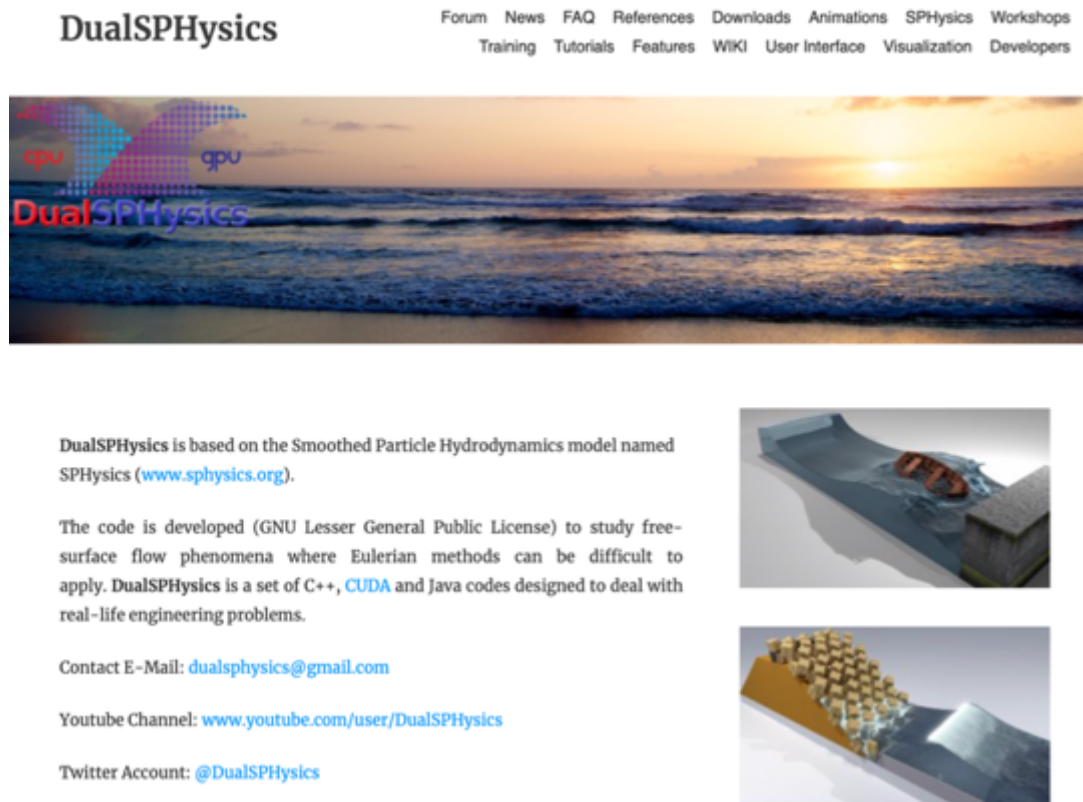 DualSPHysics
Forum News FAQ References Downloads Animations SPHysics Workshops
Training Tutorials Features WIKI User Interface Visualization Developers
cpu gpu
DualSPHysics
DualSPHysics is based on the Smoothed Particle Hydrodynamics model named
SPHysics (www.sphysics.org).
The code is developed (GNU Lesser General Public License) to study free-
surface flow phenomena where Eulerian methods can be difficult to
apply. DualSPHysics is a set of C++, CUDA and Java codes designed to deal with
real-life engineering problems.
Contact E-Mail: dualsphysics@gmail.com
Youtube Channel: www.youtube.com/user/DualSPHysics
Twitter Account: @DualSPHysics